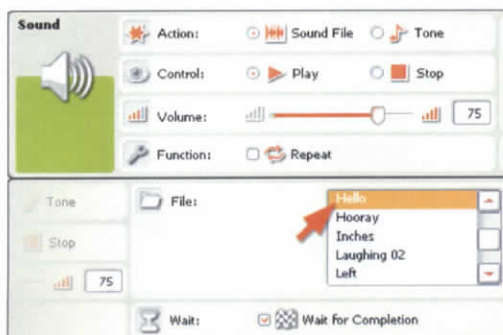 Sound
Action: Sound File Tone
Control: Play Stop
Volume: 75
Function: Repeat
Tone
File: Hello
Hooray
Inches
Stop
Laughing 02
Left
75
Wait: Wait for Completion